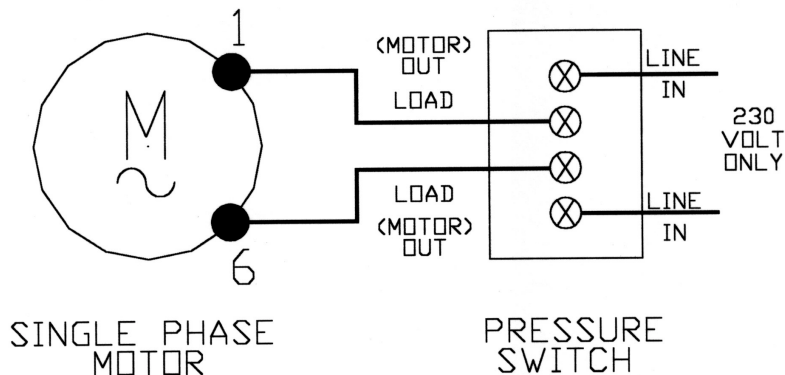 1
(MOTOR)
OUT
LOAD
LINE
IN
230
VOLT
ONLY
M
LOAD
(MOTOR)
OUT
LINE
IN
6
SINGLE PHASE
MOTOR
PRESSURE
SWITCH